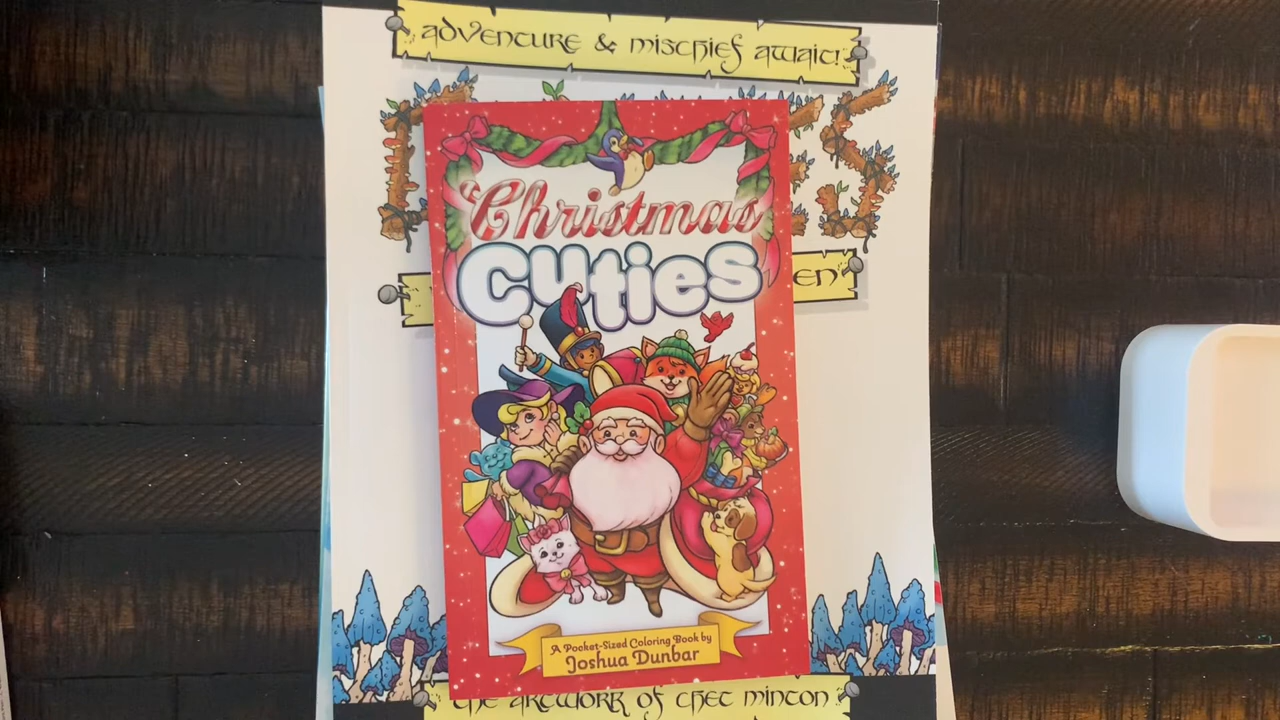 adventure & mischief await!
Christmas
Cuties
EN
A Pocket-Sized Coloring Book by
Joshua Dunbar
the artwork of chet minton